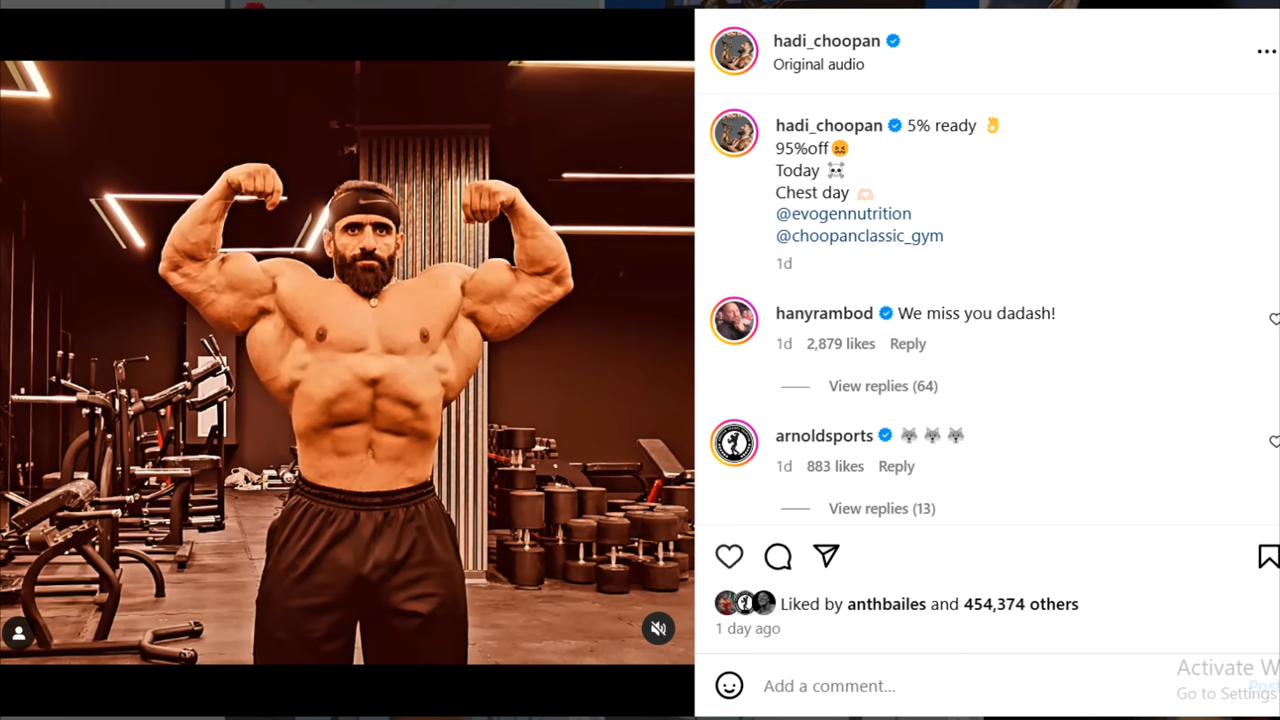 hadi_choopan
Original audio
hadi_choopan 5% ready 👌
95%off😖
Today ☠️
Chest day 🫶🏻
@evogennutrition
@choopanclassic_gym
1d
hanyrambod We miss you dadash!
1d 2,879 likes Reply
View replies (64)
arnoldsports 🐺🐺🐺
1d 883 likes Reply
View replies (13)
Liked by anthbailes and 454,374 others
1 day ago
Add a comment...
Activate W
Go to Settings
Post